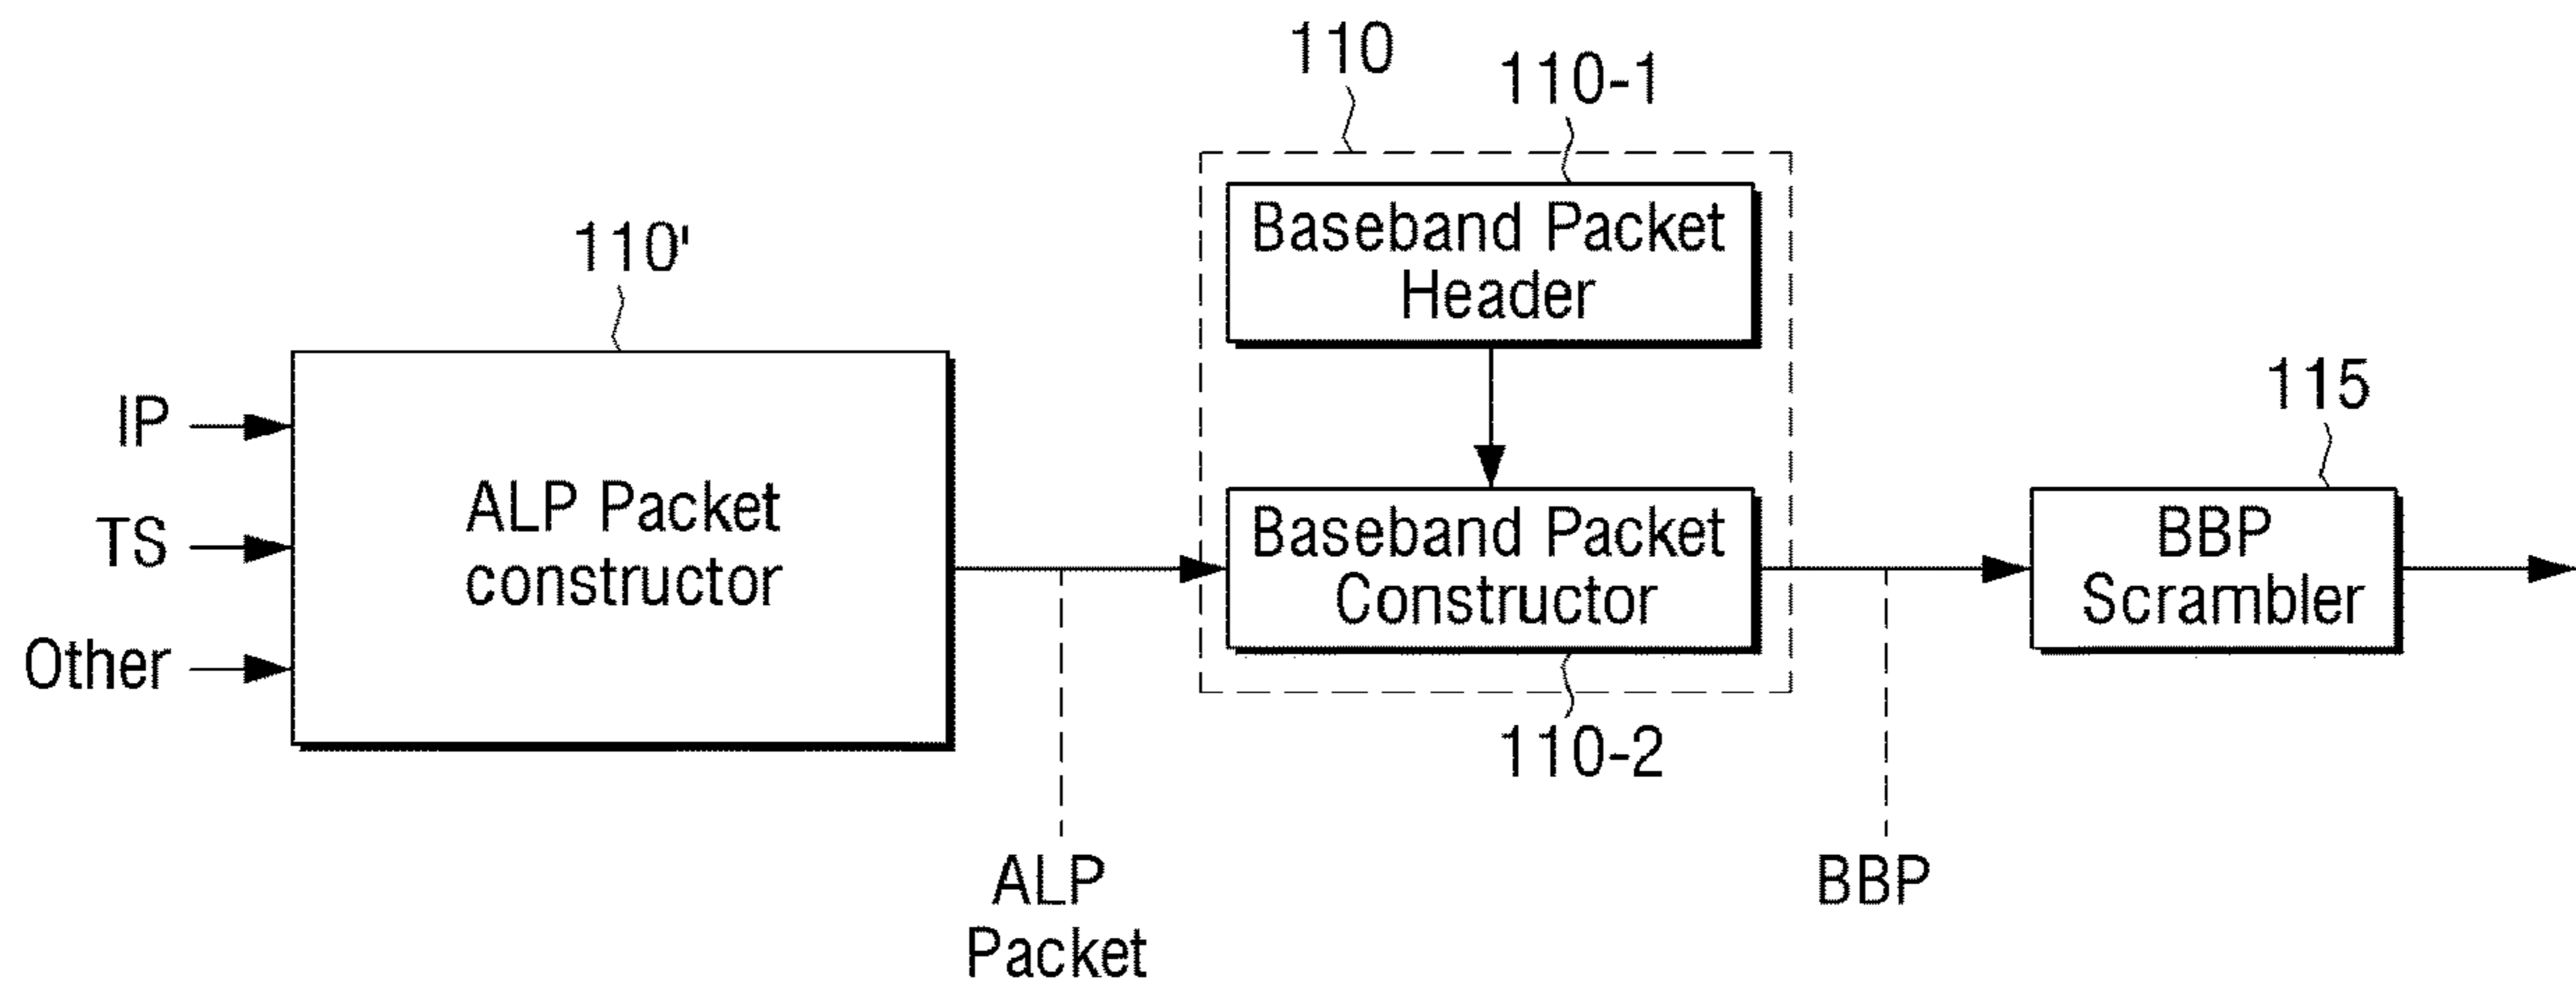 110
110-1
Baseband Packet
Header
110'
IP
TS
Other
ALP Packet
constructor
Baseband Packet
Constructor
110-2
115
BBP
Scrambler
ALP
Packet
BBP